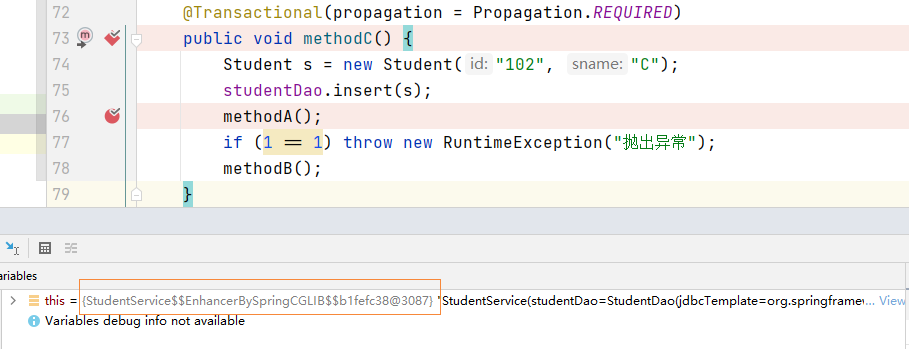 72 @Transactional(propagation = Propagation.REQUIRED)
73 public void methodC() {
74 Student s = new Student( id: "102", sname: "C");
75 studentDao.insert(s);
76 methodA();
77 if (1 == 1) throw new RuntimeException("抛出异常");
78 methodB();
79 }
ariables
this = {StudentService$$EnhancerBySpringCGLIB$$b1fefc38@3087} "StudentService(studentDao=StudentDao(jdbcTemplate=org.springframew... View
Variables debug info not available